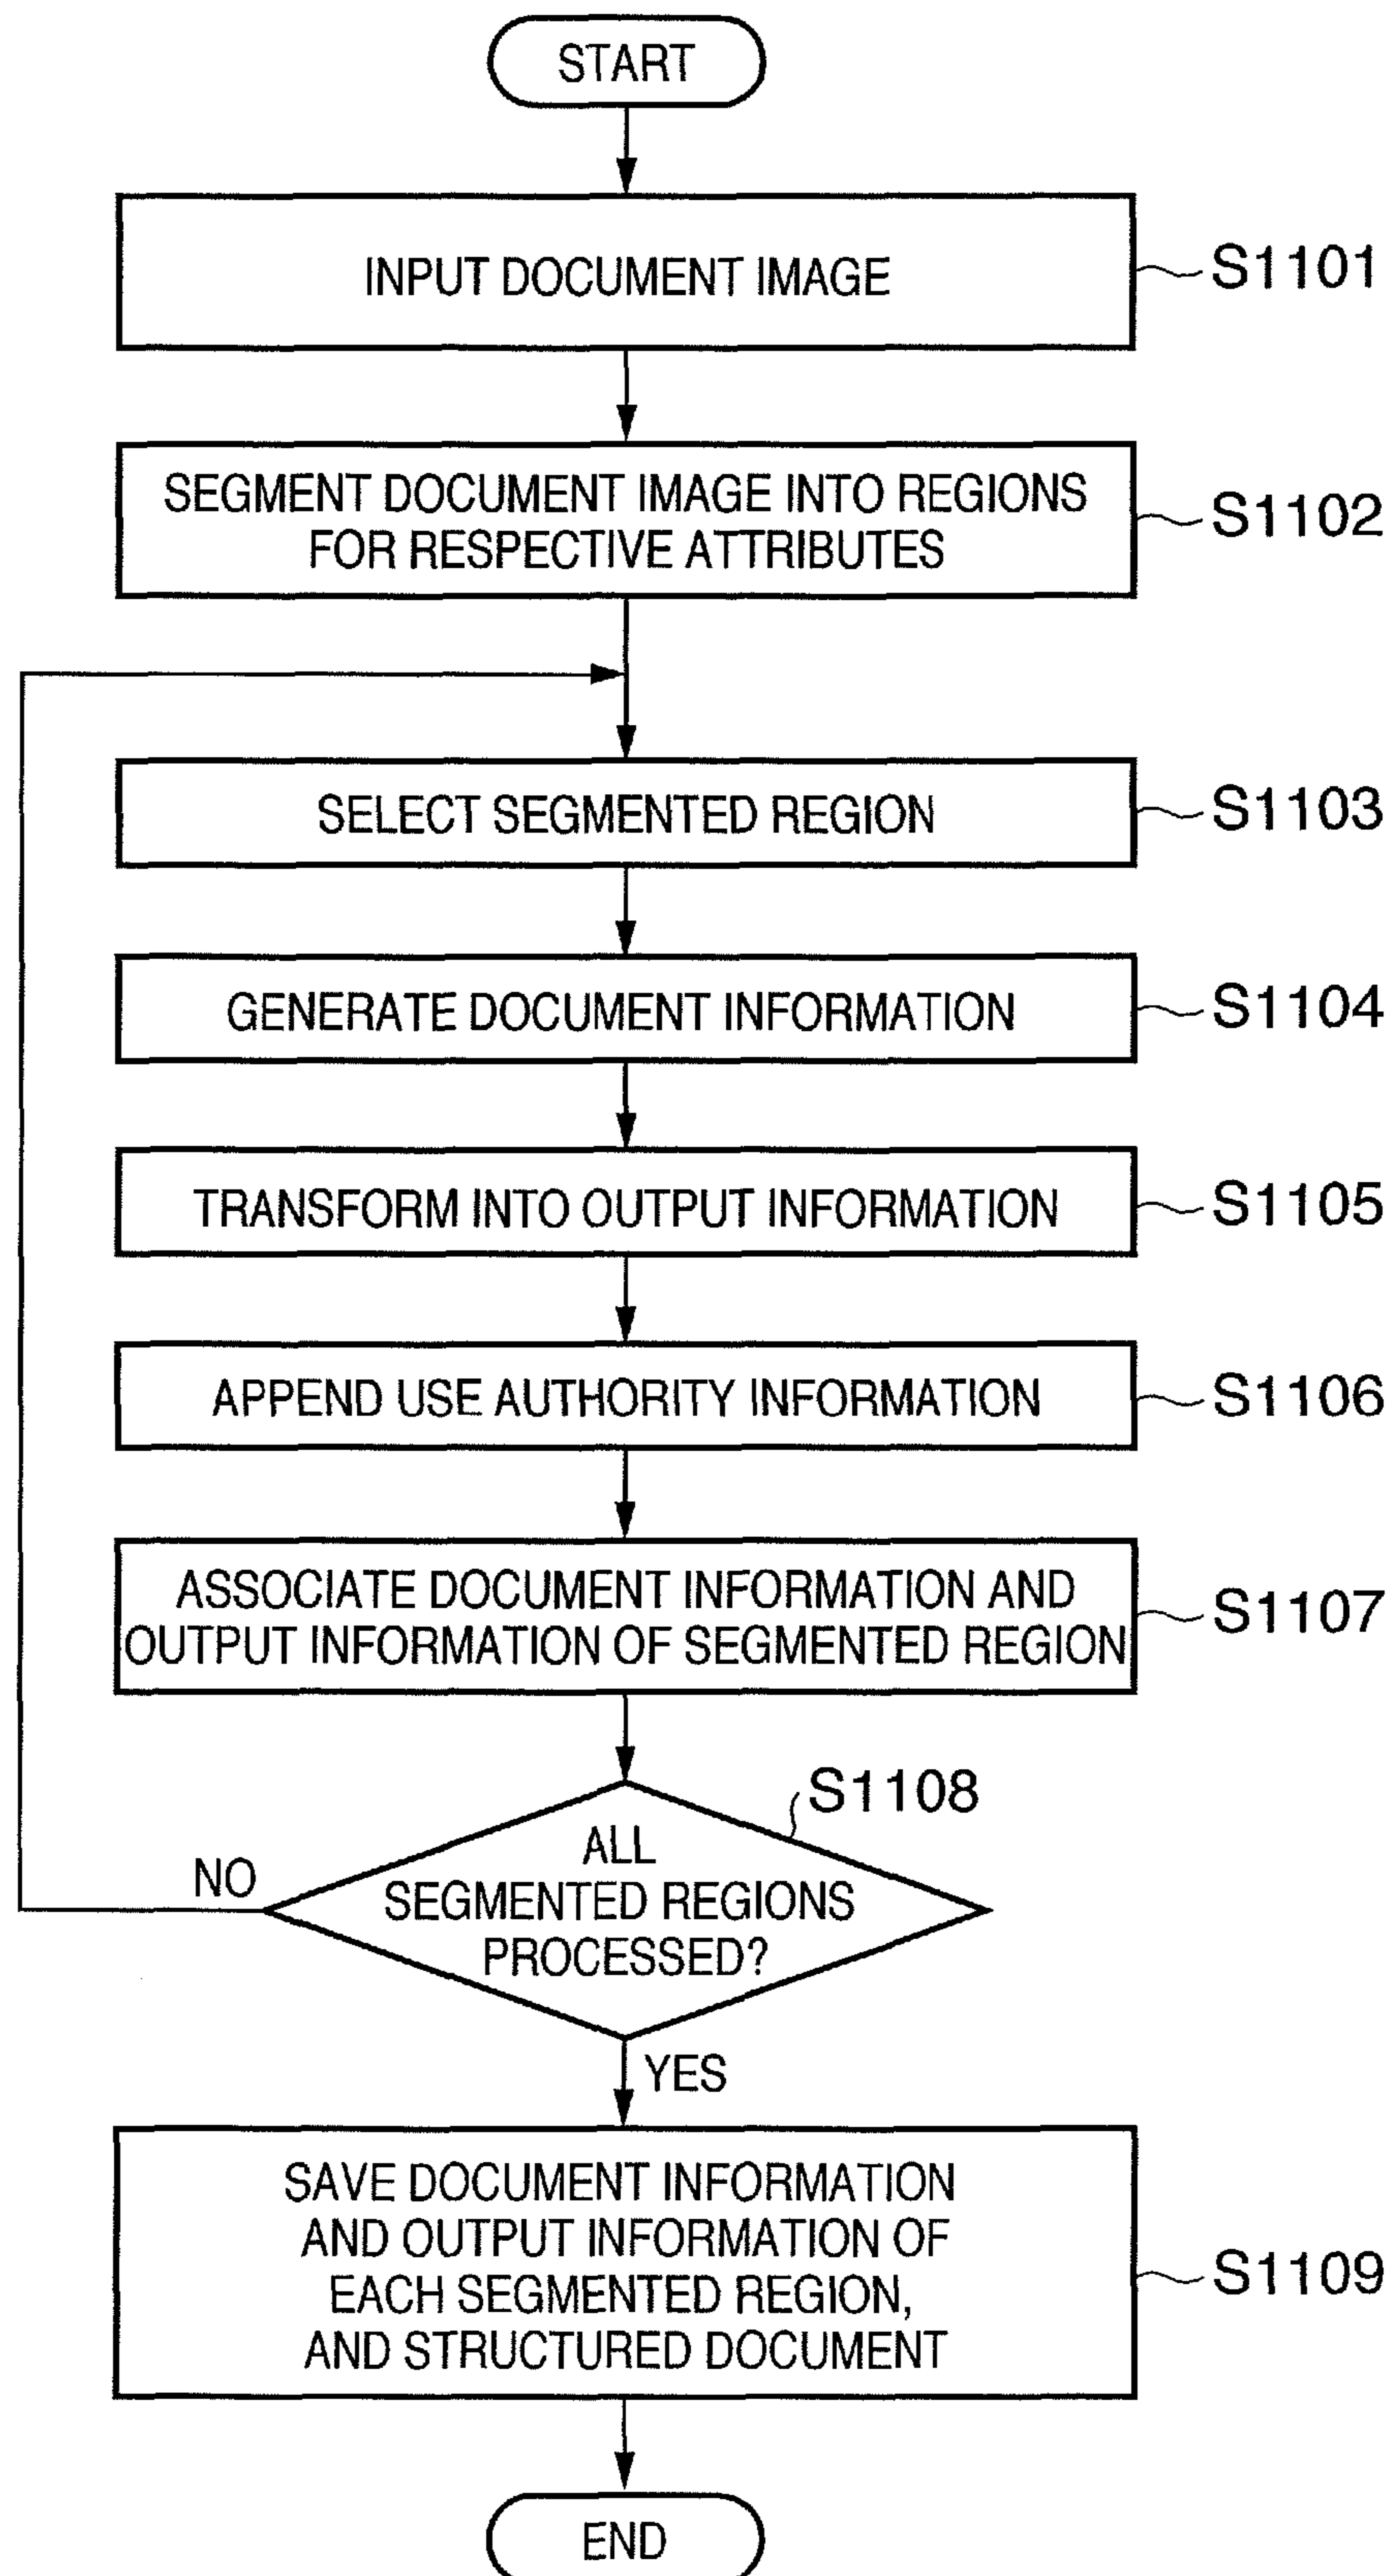 START
INPUT DOCUMENT IMAGE
S1101
SEGMENT DOCUMENT IMAGE INTO REGIONS
FOR RESPECTIVE ATTRIBUTES
S1102
SELECT SEGMENTED REGION
S1103
GENERATE DOCUMENT INFORMATION
S1104
TRANSFORM INTO OUTPUT INFORMATION
S1105
APPEND USE AUTHORITY INFORMATION
S1106
ASSOCIATE DOCUMENT INFORMATION AND
OUTPUT INFORMATION OF SEGMENTED REGION
S1107
S1108
ALL
SEGMENTED REGIONS
PROCESSED?
NO
YES
SAVE DOCUMENT INFORMATION
AND OUTPUT INFORMATION OF
EACH SEGMENTED REGION,
AND STRUCTURED DOCUMENT
S1109
END